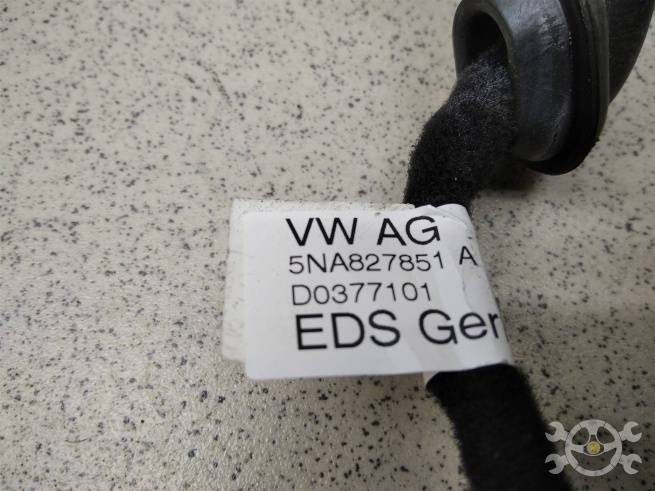 VW AG
5NA827851 A
D0377101
EDS Ger